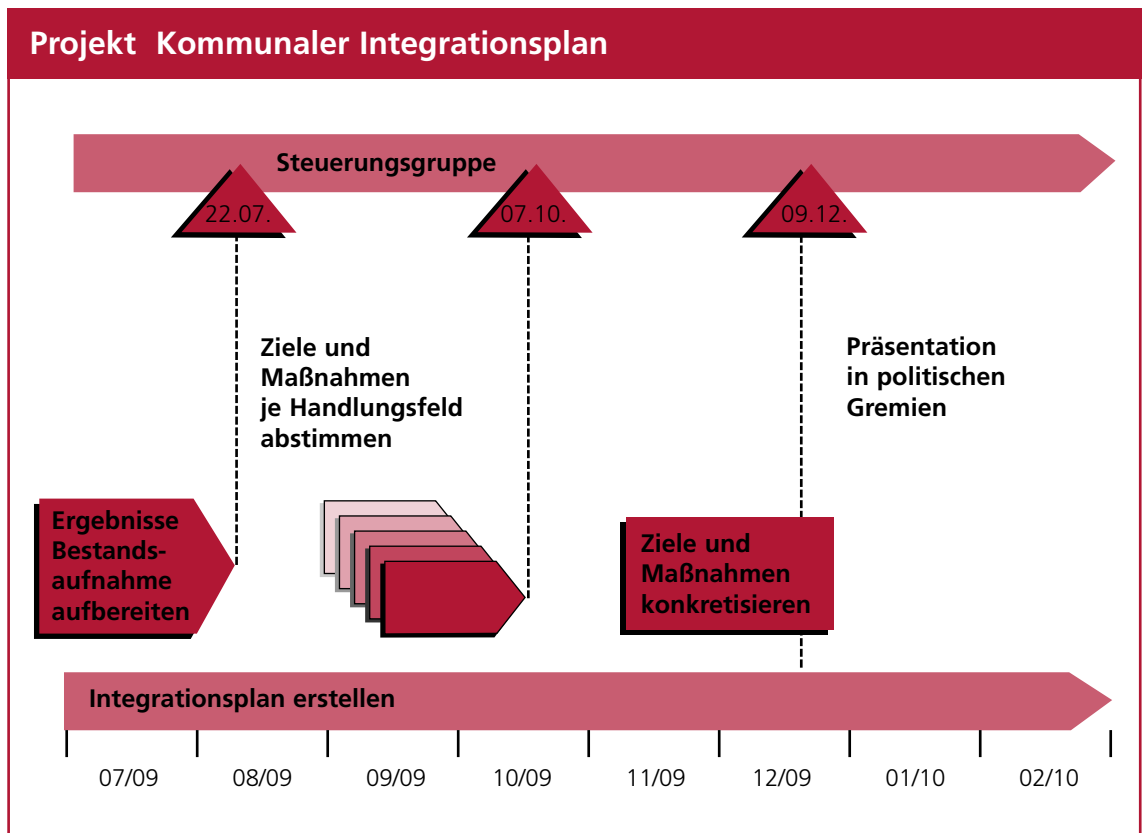 Projekt Kommunaler Integrationsplan
Steuerungsgruppe
22.07.
07.10.
09.12.
Ziele und
Maßnahmen
je Handlungsfeld
abstimmen
Präsentation
in politischen
Gremien
Ergebnisse
Bestands-
aufnahme
aufbereiten
Ziele und
Maßnahmen
konkretisieren
Integrationsplan erstellen
07/09
08/09
09/09
10/09
11/09
12/09
01/10
02/10